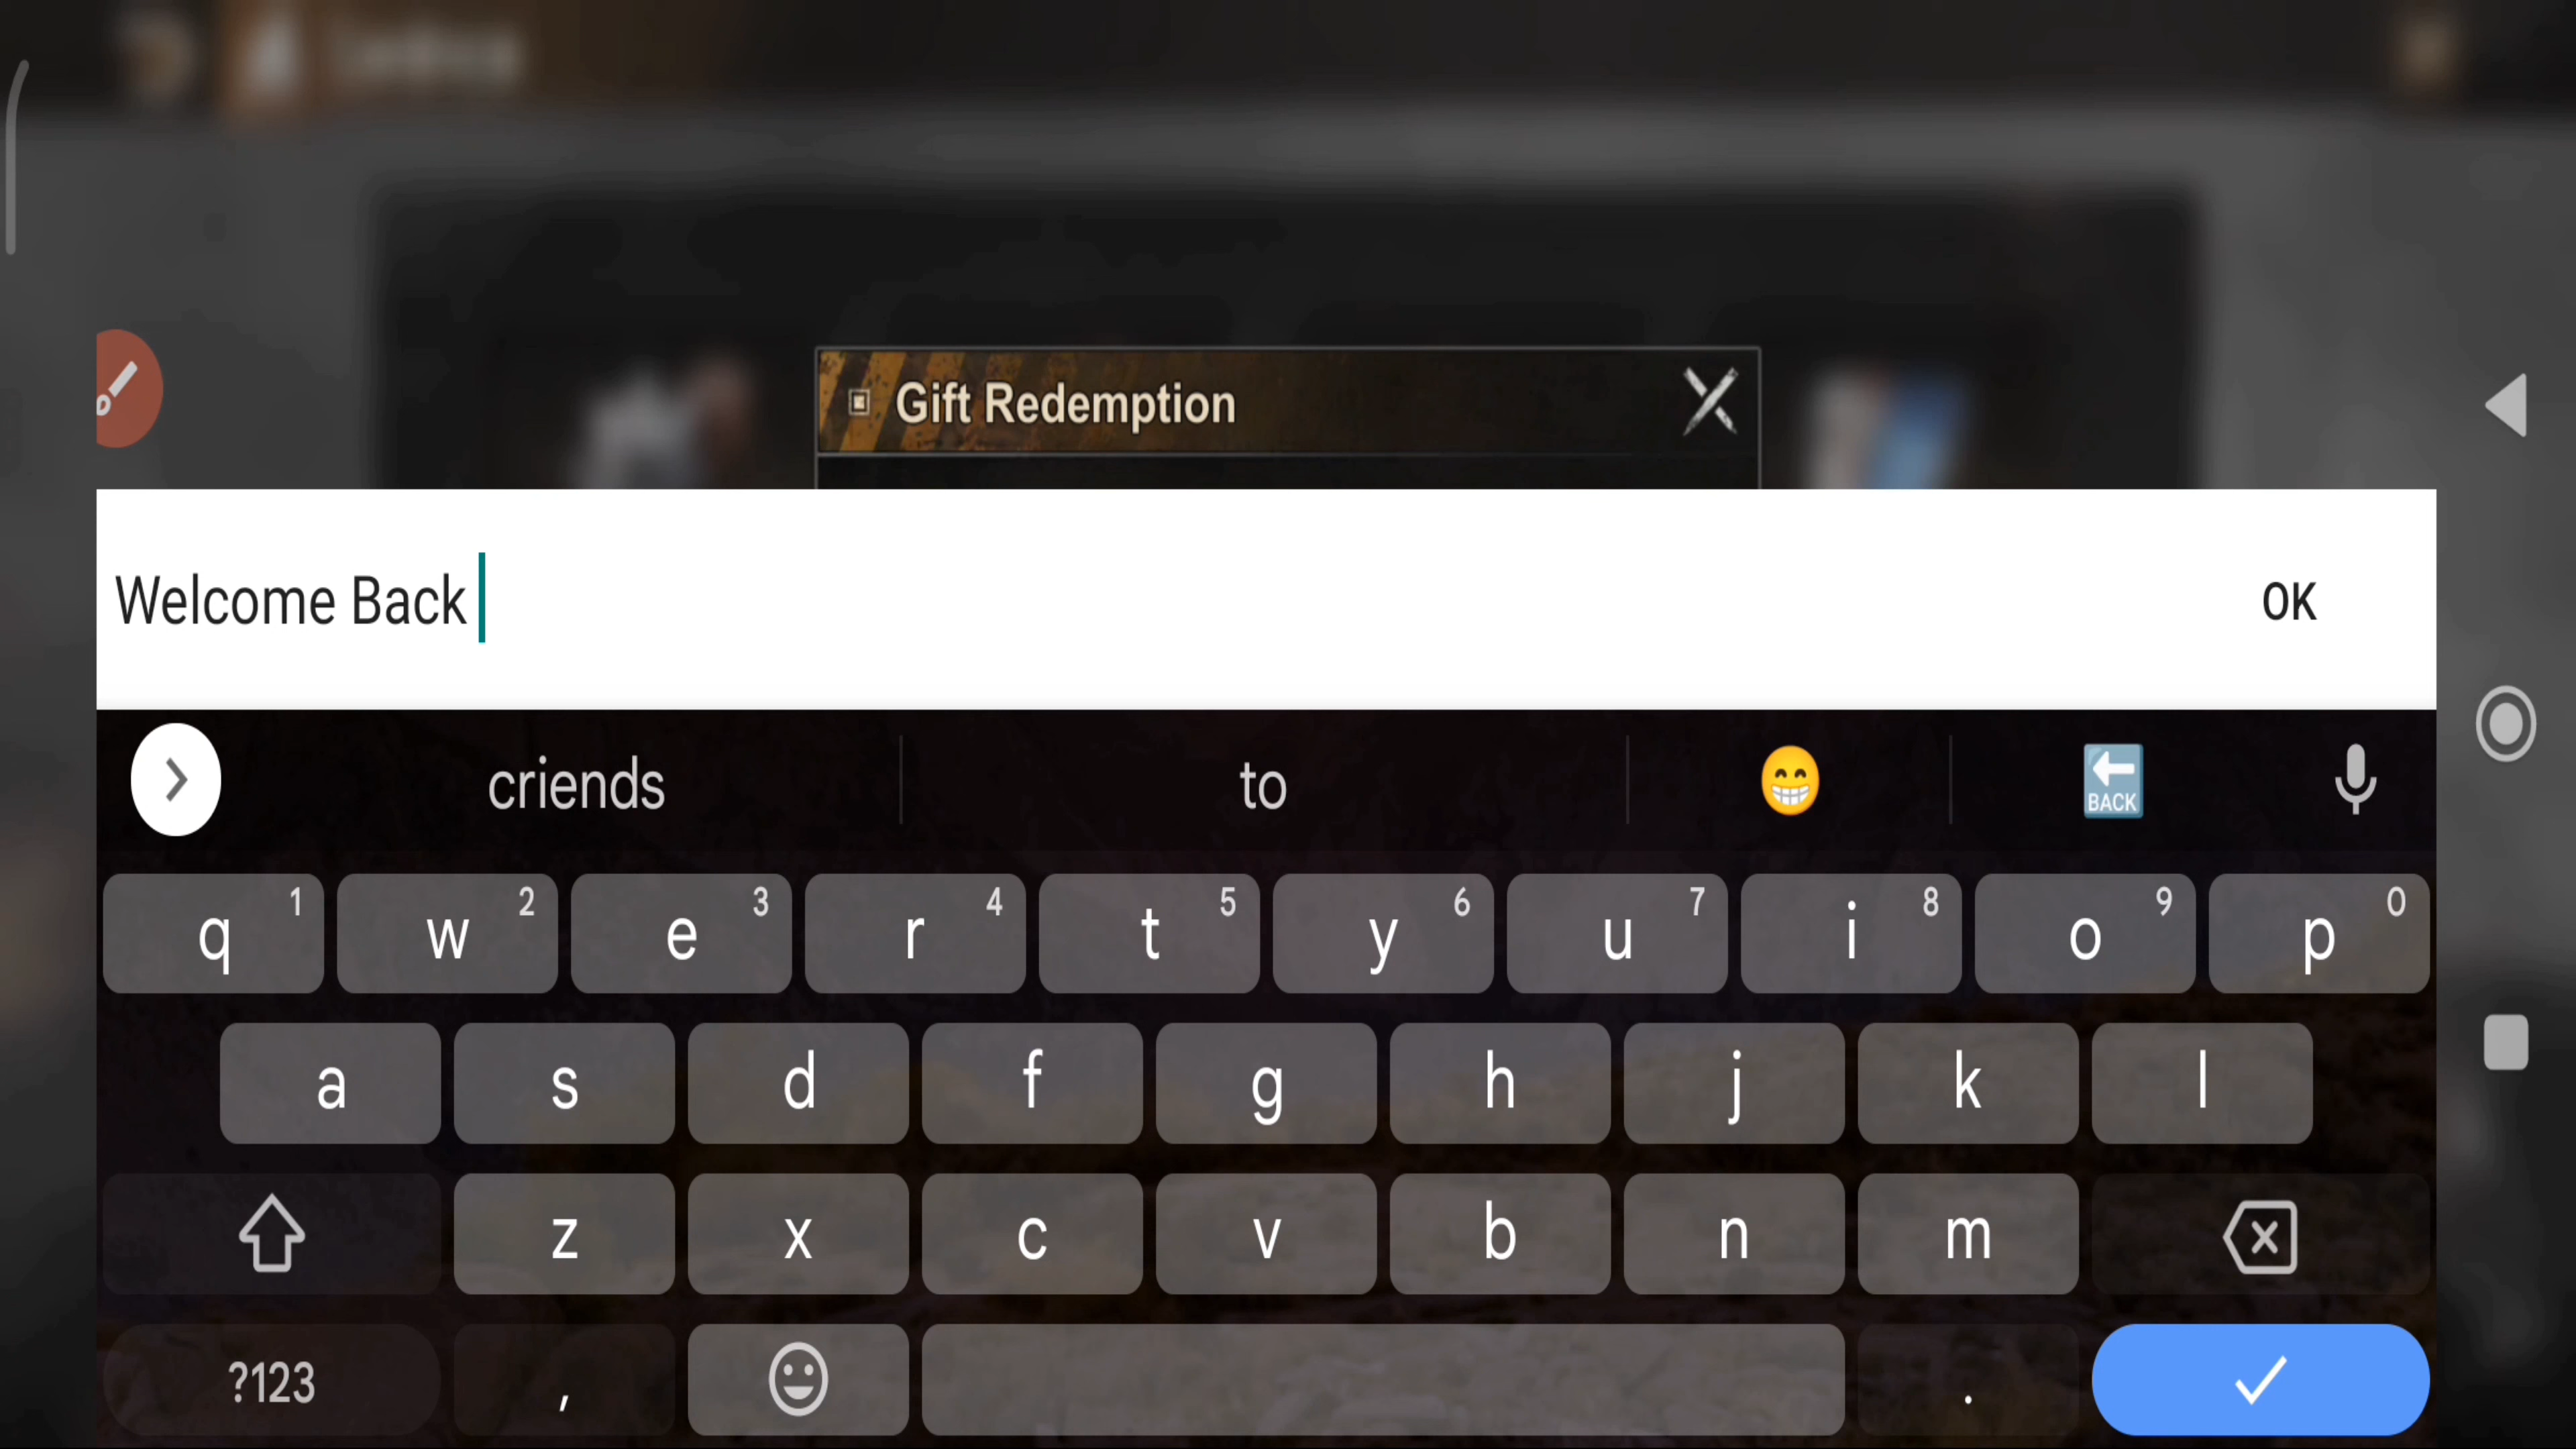 Gift Redemption
Welcome Back
OK
criends
to
BACK
q 1 w 2 e 3 r 4 t 5 y 6 u 7 i 8 o 9 p 0
a s d f g h j k l
z x c v b n m
?123 , .